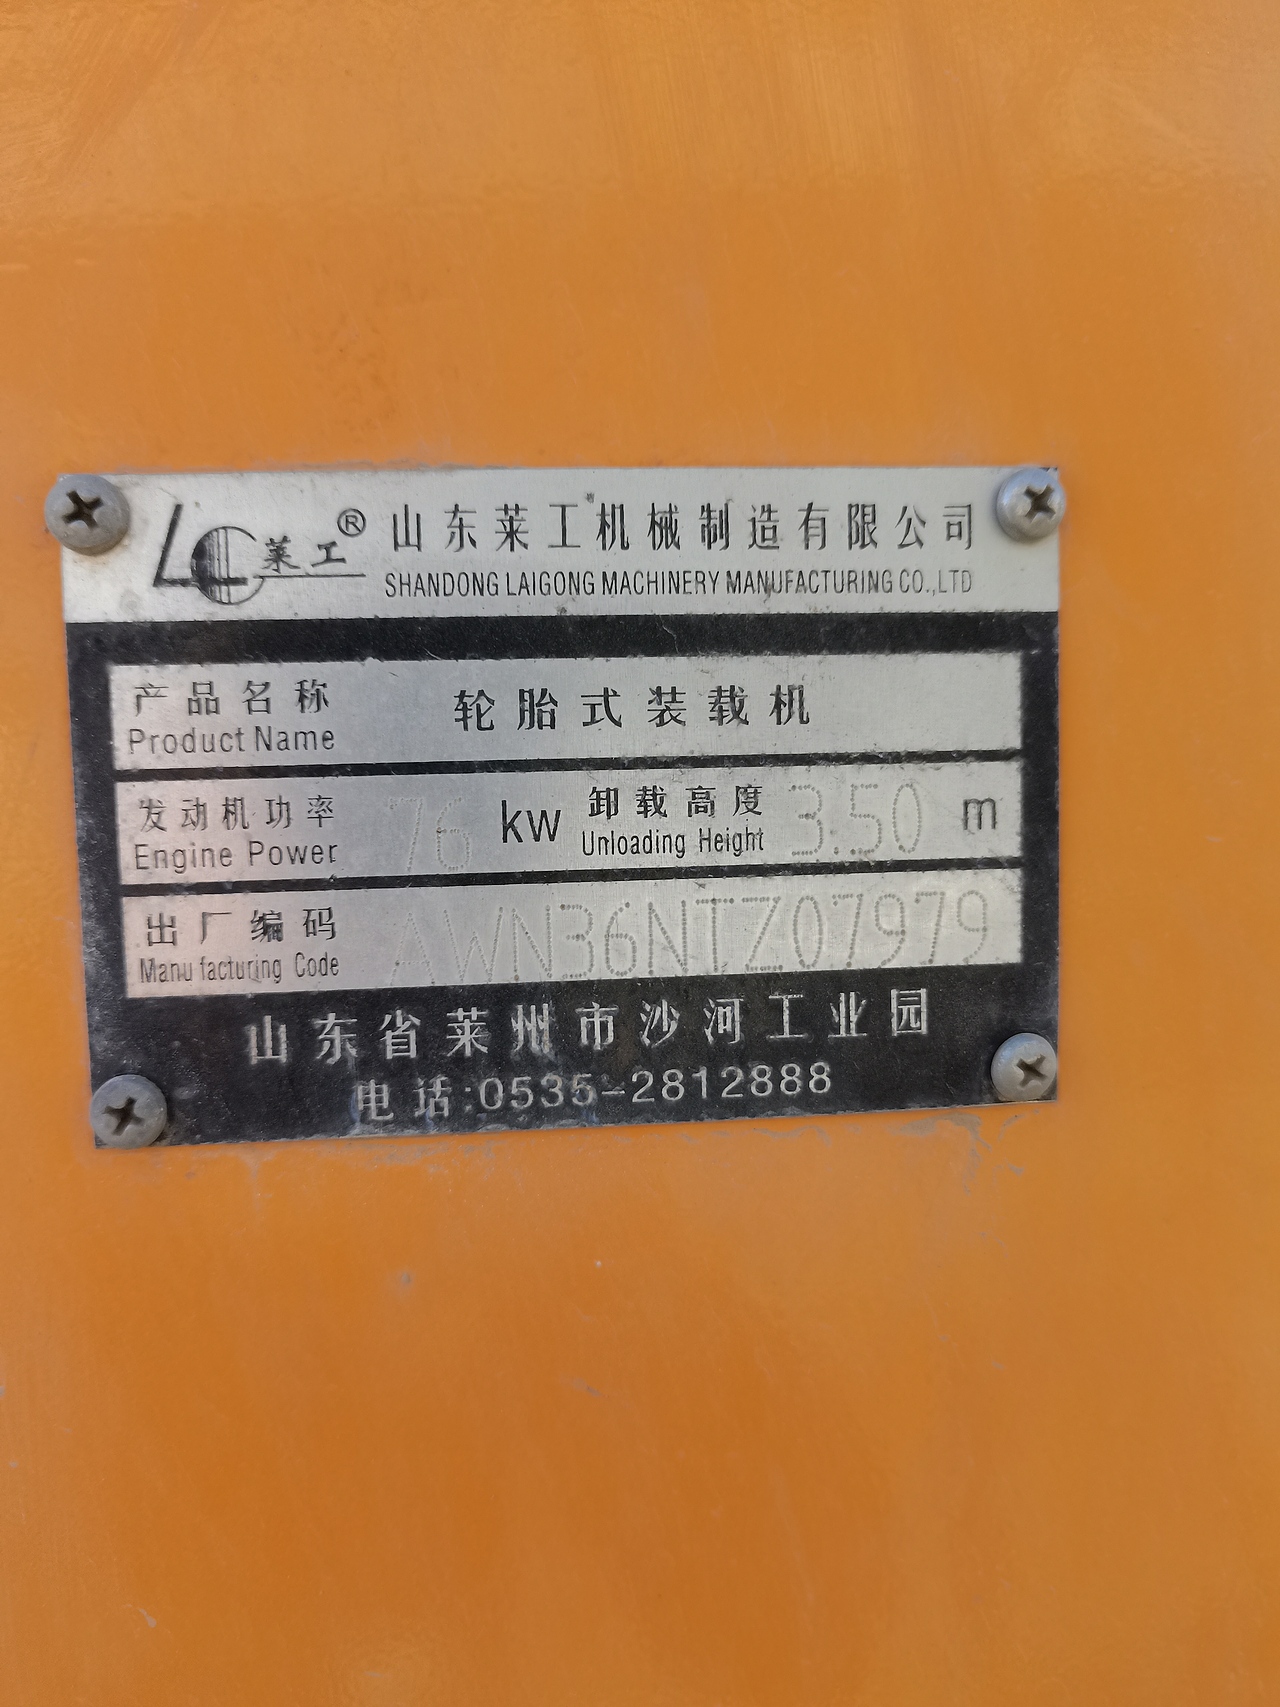 LG 莱工® 山东莱工机械制造有限公司
SHANDONG LAIGONG MACHINERY MANUFACTURING CO.,LTD
产品名称 轮胎式装载机
Product Name
发动机功率 76 kw 卸载高度 3.50 m
Engine Power Unloading Height
出厂编码 AWN36NTZ07979
Manufacturing Code
山东省莱州市沙河工业园
电话:0535-2812888